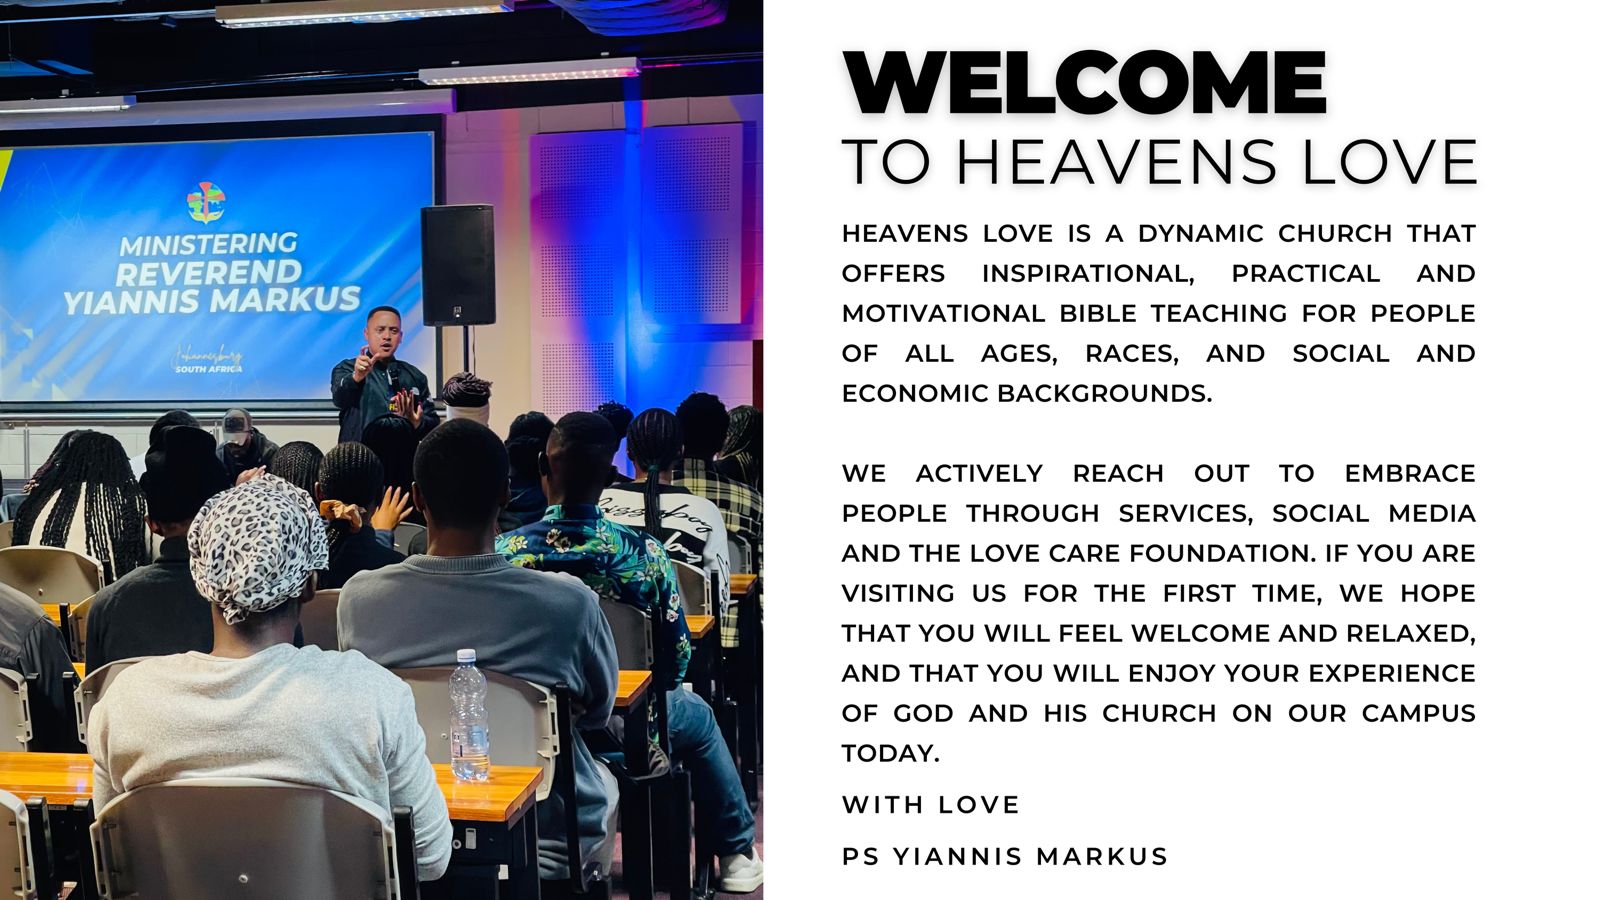 MINISTERING
REVEREND
YIANNIS MARKUS
Johannesburg
SOUTH AFRICA
WELCOME
TO HEAVENS LOVE
HEAVENS LOVE IS A DYNAMIC CHURCH THAT
OFFERS INSPIRATIONAL, PRACTICAL AND
MOTIVATIONAL BIBLE TEACHING FOR PEOPLE
OF ALL AGES, RACES, AND SOCIAL AND
ECONOMIC BACKGROUNDS.
WE ACTIVELY REACH OUT TO EMBRACE
PEOPLE THROUGH SERVICES, SOCIAL MEDIA
AND THE LOVE CARE FOUNDATION. IF YOU ARE
VISITING US FOR THE FIRST TIME, WE HOPE
THAT YOU WILL FEEL WELCOME AND RELAXED,
AND THAT YOU WILL ENJOY YOUR EXPERIENCE
OF GOD AND HIS CHURCH ON OUR CAMPUS
TODAY.
WITH LOVE
PS YIANNIS MARKUS